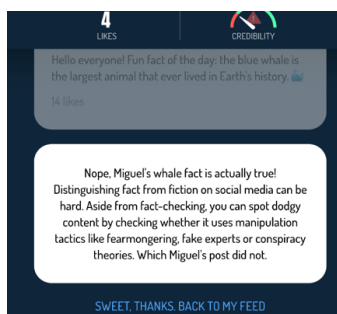 4
LIKES
CREDIBILITY
Hello everyone! Fun fact of the day: the blue whale is
the largest animal that ever lived in Earth's history.
14 likes
Nope, Miguel's whale fact is actually true!
Distinguishing fact from fiction on social media can be
hard. Aside from fact-checking, you can spot dodgy
content by checking whether it uses manipulation
tactics like fearmongering, fake experts or conspiracy
theories. Which Miguel's post did not.
SWEET, THANKS. BACK TO MY FEED